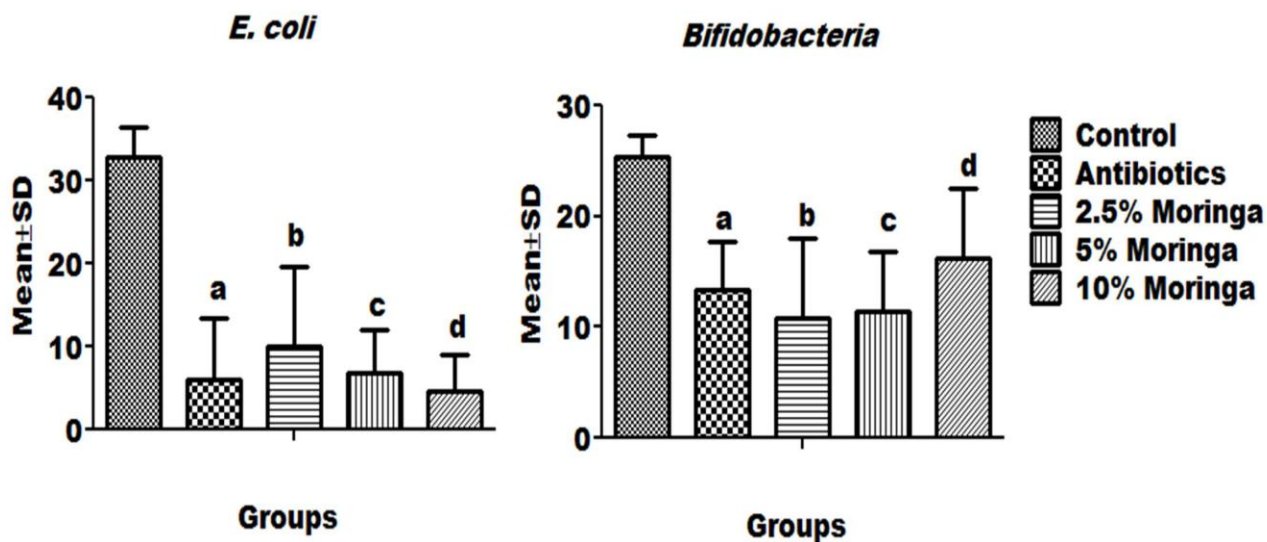 E. coli
40
30
20
10
0
Mean±SD
a
b
c
d
Groups
Bifidobacteria
30
20
10
0
Mean±SD
a
b
c
d
Groups
Control
Antibiotics
2.5% Moringa
5% Moringa
10% Moringa